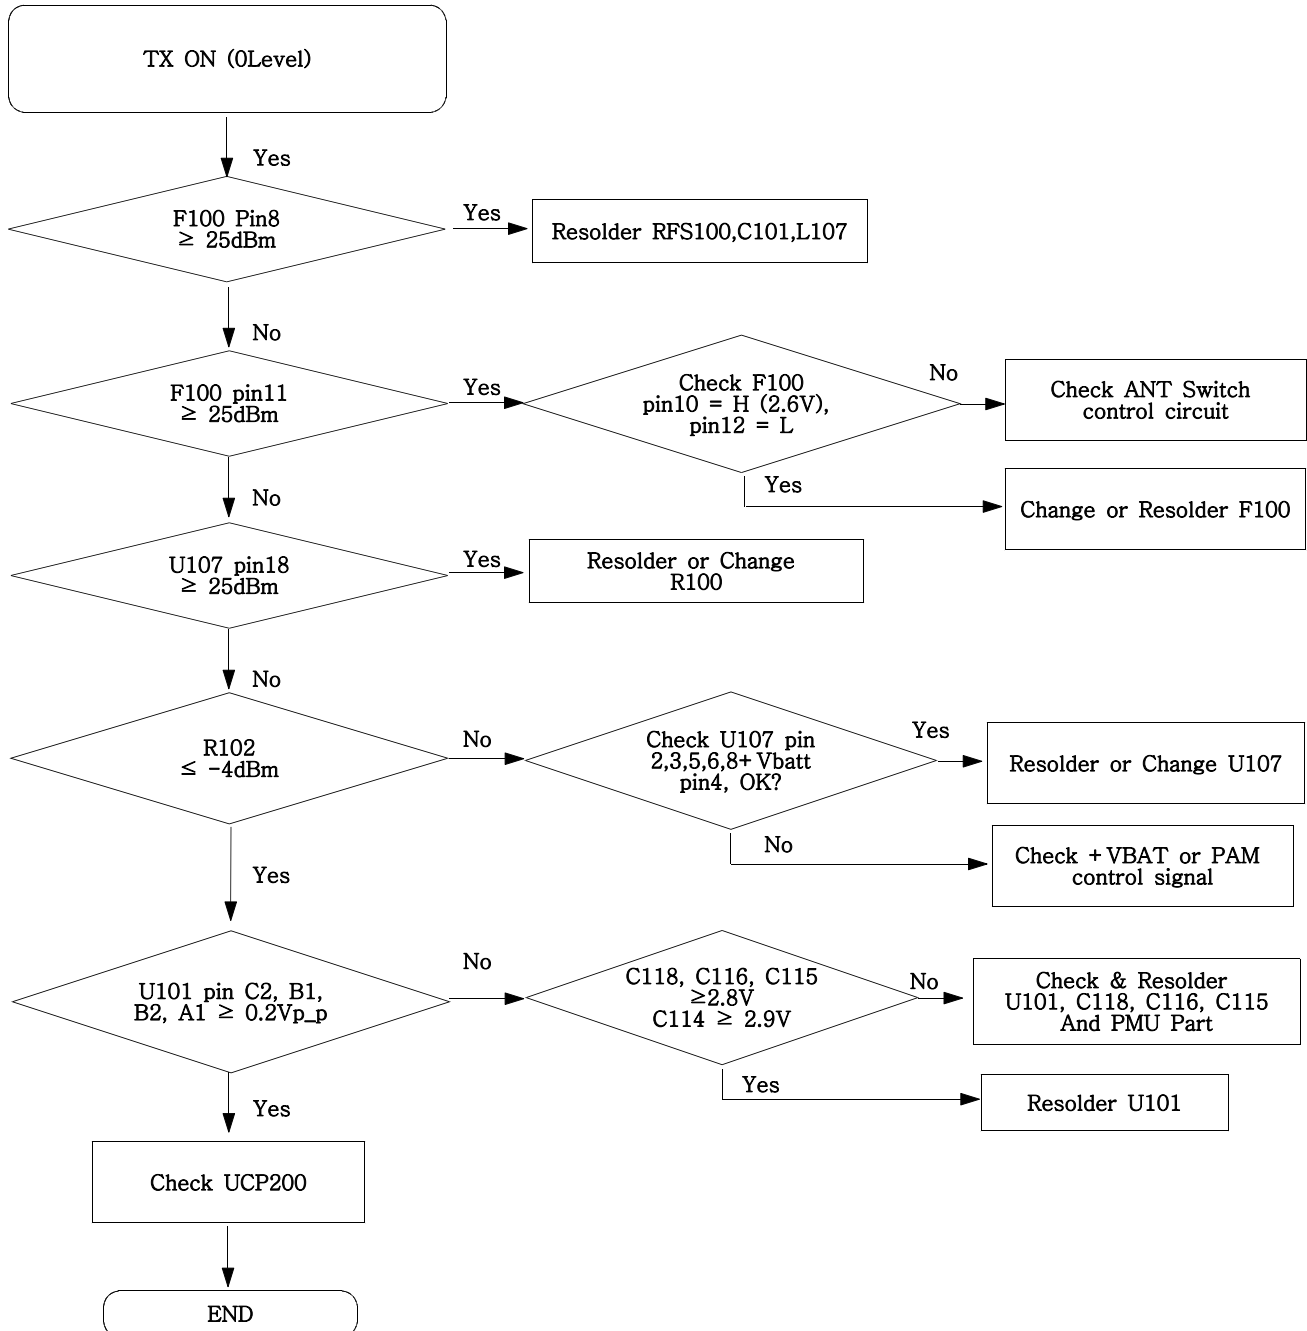 TX ON (0Level)
Yes
F100 Pin8
≥ 25dBm
Yes
Resolder RFS100,C101,L107
No
F100 pin11
≥ 25dBm
Yes
Check F100
pin10 = H (2.6V),
pin12 = L
No
Check ANT Switch
control circuit
Yes
Change or Resolder F100
No
U107 pin18
≥ 25dBm
Yes
Resolder or Change
R100
No
R102
≤ -4dBm
No
Check U107 pin
2,3,5,6,8+Vbatt
pin4, OK?
Yes
Resolder or Change U107
No
Check +VBAT or PAM
control signal
Yes
U101 pin C2, B1,
B2, A1 ≥ 0.2Vp_p
No
C118, C116, C115
≥2.8V
C114 ≥ 2.9V
No
Check & Resolder
U101, C118, C116, C115
And PMU Part
Yes
Resolder U101
Yes
Check UCP200
END